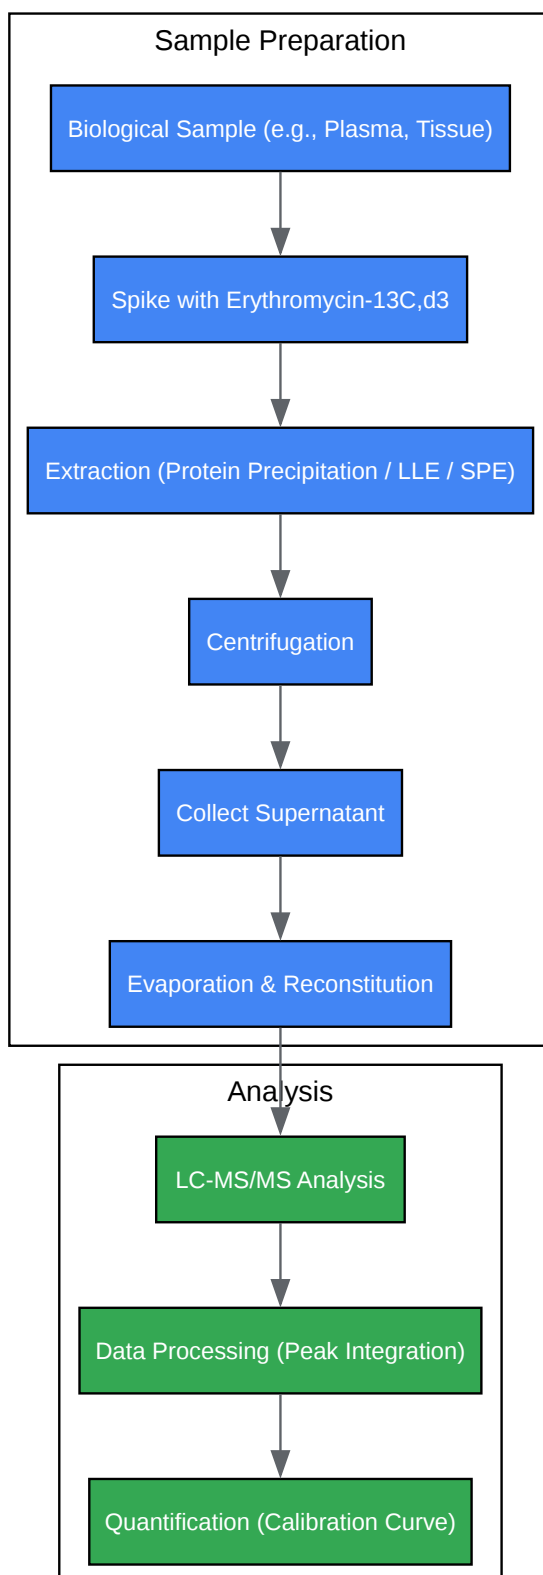 Sample Preparation
Biological Sample (e.g., Plasma, Tissue)
Spike with Erythromycin-13C,d3
Extraction (Protein Precipitation / LLE / SPE)
Centrifugation
Collect Supernatant
Evaporation & Reconstitution
Analysis
LC-MS/MS Analysis
Data Processing (Peak Integration)
Quantification (Calibration Curve)